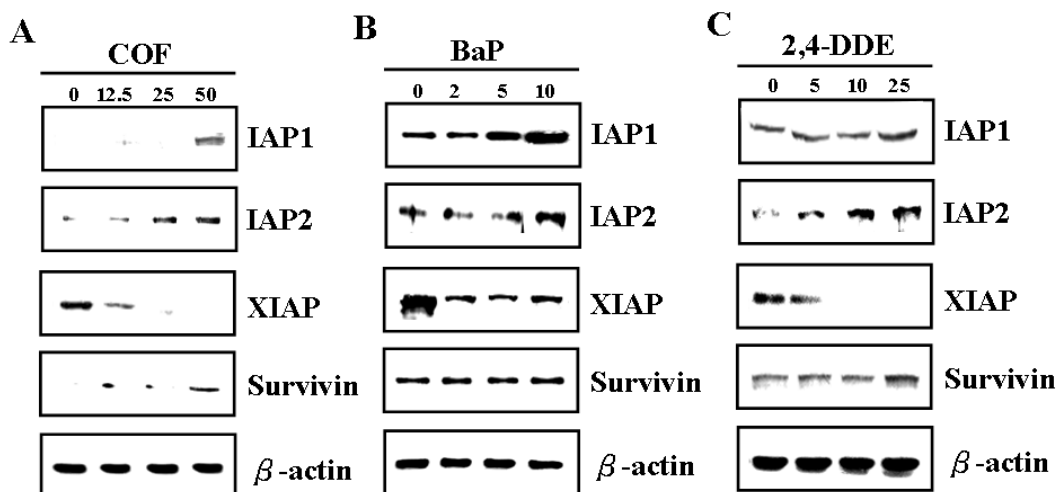 A
COF
0 12.5 25 50
IAP1
IAP2
XIAP
Survivin
β-actin
B
BaP
0 2 5 10
IAP1
IAP2
XIAP
Survivin
β-actin
C
2,4-DDE
0 5 10 25
IAP1
IAP2
XIAP
Survivin
β-actin